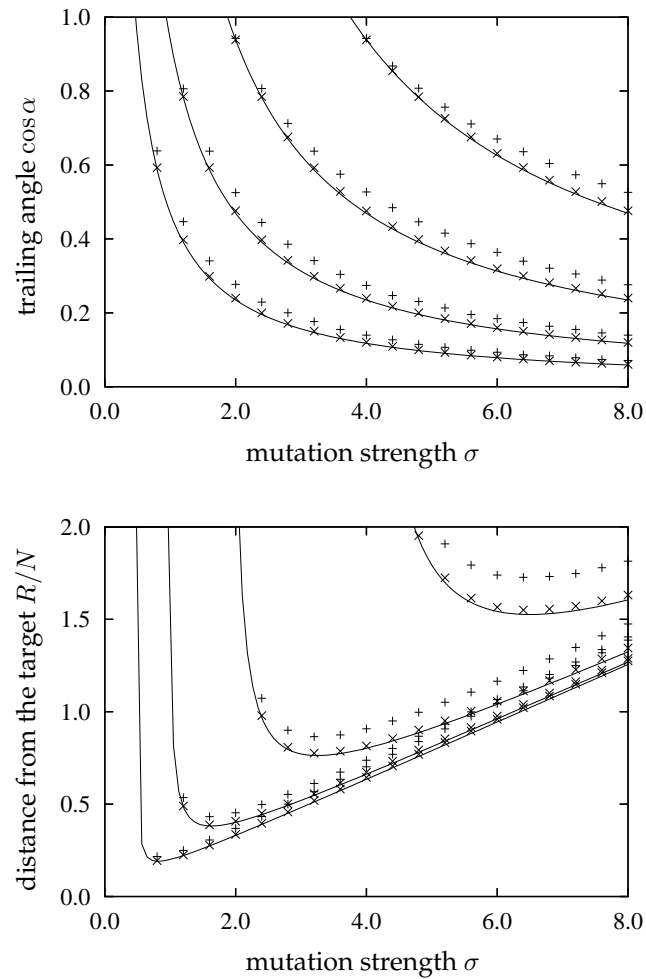 1.0
0.8
0.6
0.4
0.2
0.0
trailing angle cos α
0.0 2.0 4.0 6.0 8.0
mutation strength σ
2.0
1.5
1.0
0.5
0.0
distance from the target R/N
0.0 2.0 4.0 6.0 8.0
mutation strength σ